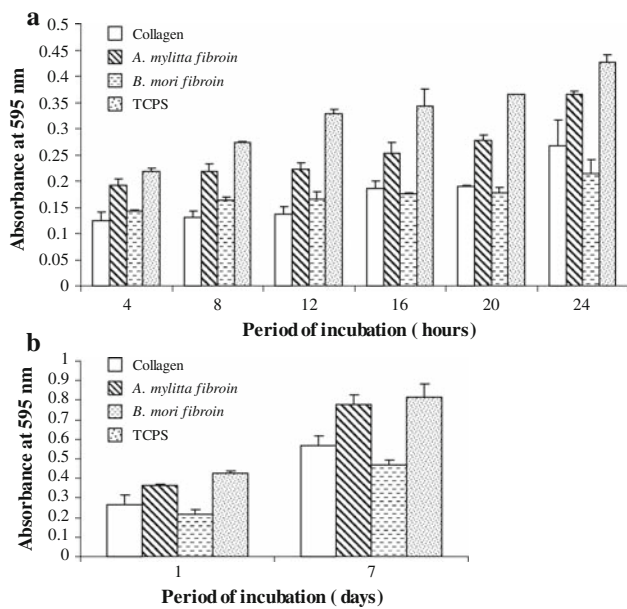 a
0.5
0.45
0.4
0.35
0.3
0.25
0.2
0.15
0.1
0.05
0
Absorbance at 595 nm
Collagen
A. mylitta fibroin
B. mori fibroin
TCPS
4 8 12 16 20 24
Period of incubation ( hours)
b
1
0.9
0.8
0.7
0.6
0.5
0.4
0.3
0.2
0.1
0
Absorbance at 595 nm
Collagen
A. mylitta fibroin
B. mori fibroin
TCPS
1 7
Period of incubation ( days)